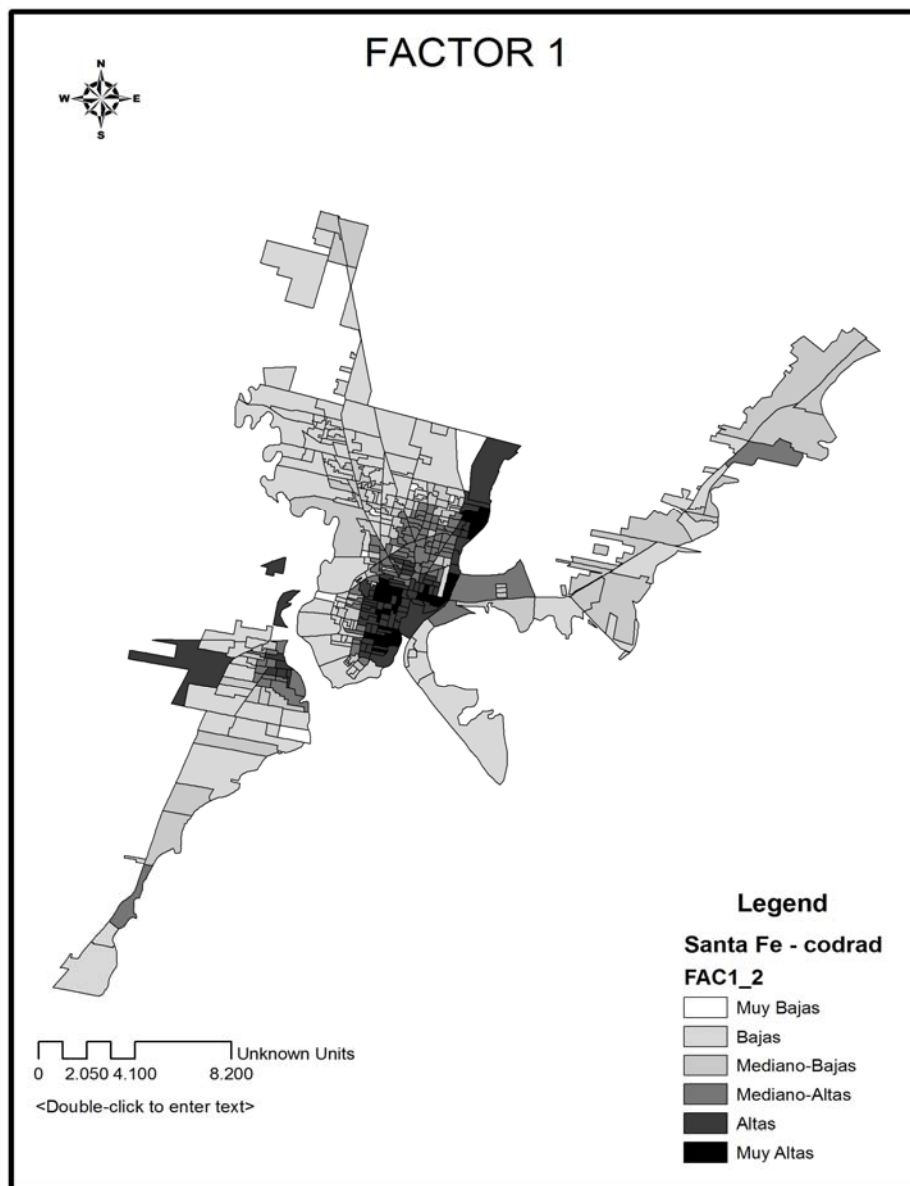 FACTOR 1
N
W E
S
Legend
Santa Fe - codrad
FAC1_2
Muy Bajas
Bajas
Mediano-Bajas
Mediano-Altas
Altas
Muy Altas
Unknown Units
0 2.050 4.100 8.200
<Double-click to enter text>